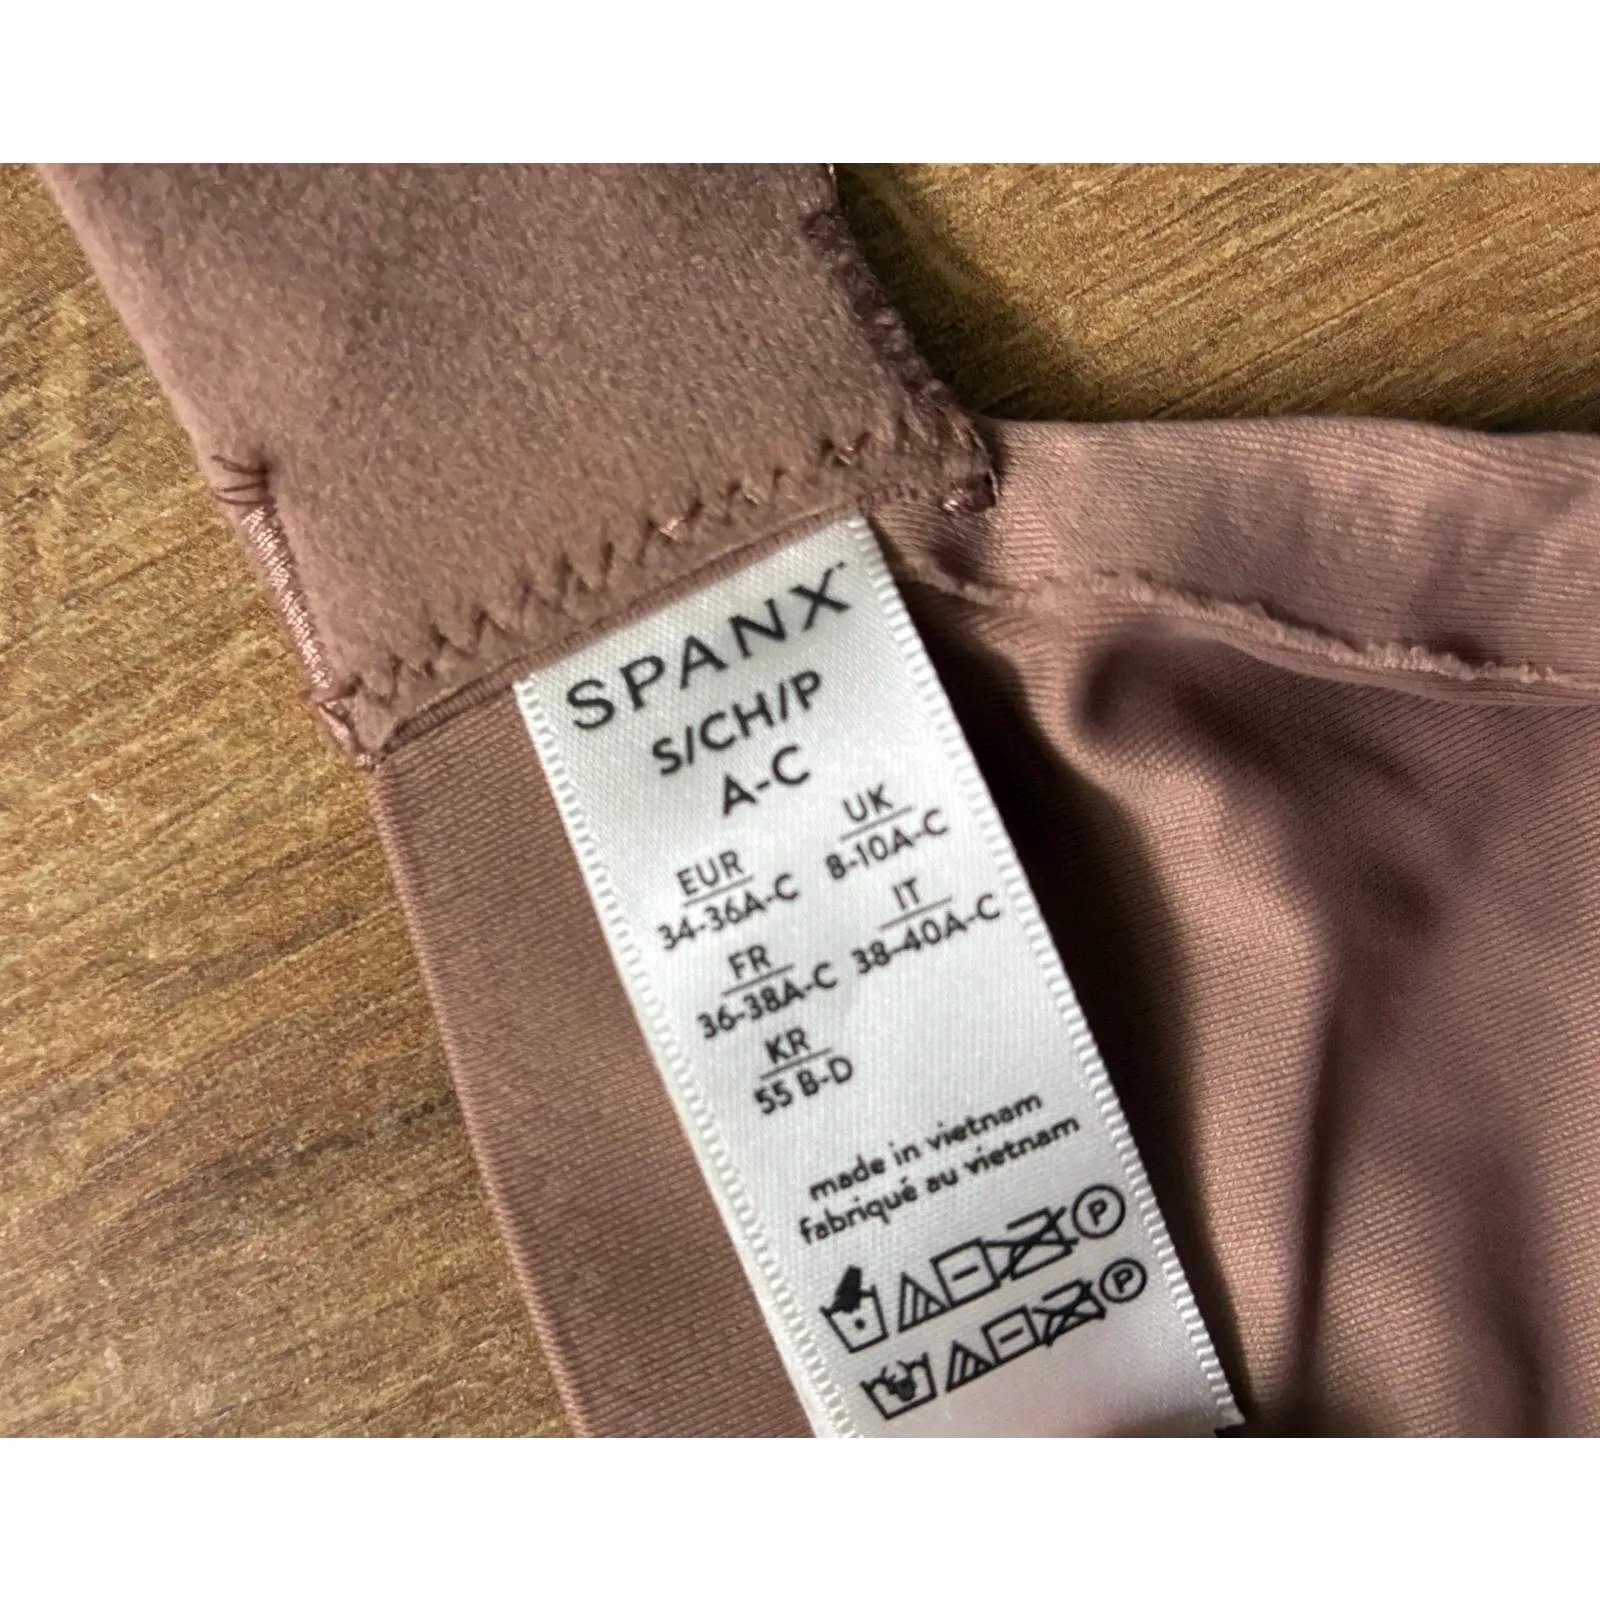 SPANX™
S/CH/P
A-C
EUR UK
34-36A-C 8-10A-C
FR IT
36-38A-C 38-40A-C
KR
55 B-D
made in vietnam
fabriqué au vietnam
P
P